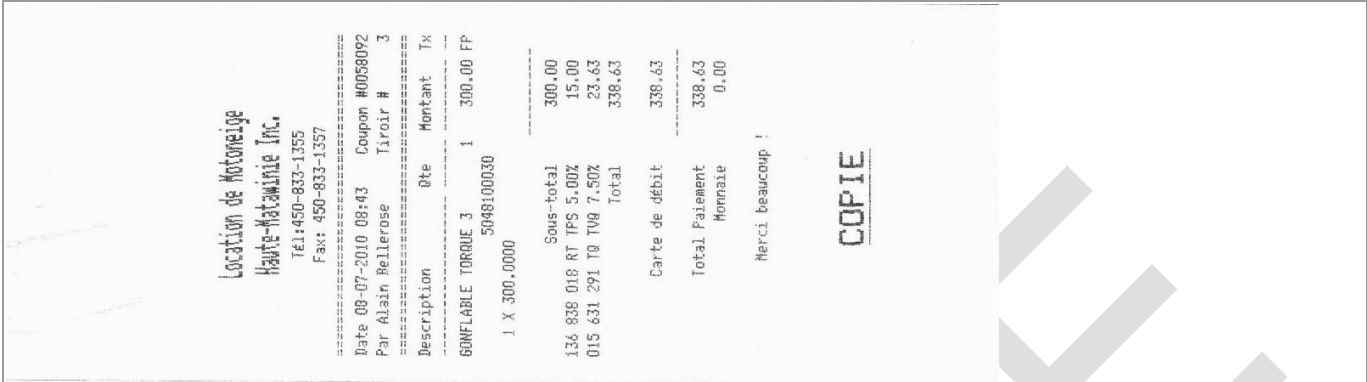 Location de Motoneige
Haute-Matawinie Inc.
Tél:450-833-1355
Fax: 450-833-1357
========================================
Date 08-07-2010 08:43 Coupon #0058092
Par Alain Bellerose Tiroir # 3
========================================
Description Qte Montant Tx
----------------------------------------
GONFLABLE TORQUE 3 1 300.00 FP
5048100030
1 X 300.0000
----------
Sous-total 300.00
136 838 018 RT TPS 5.00% 15.00
015 631 291 TQ TVQ 7.50% 23.63
Total 338.63
Carte de débit 338.63
----------
Total Paiement 338.63
Monnaie 0.00
Merci beaucoup !
COPIE